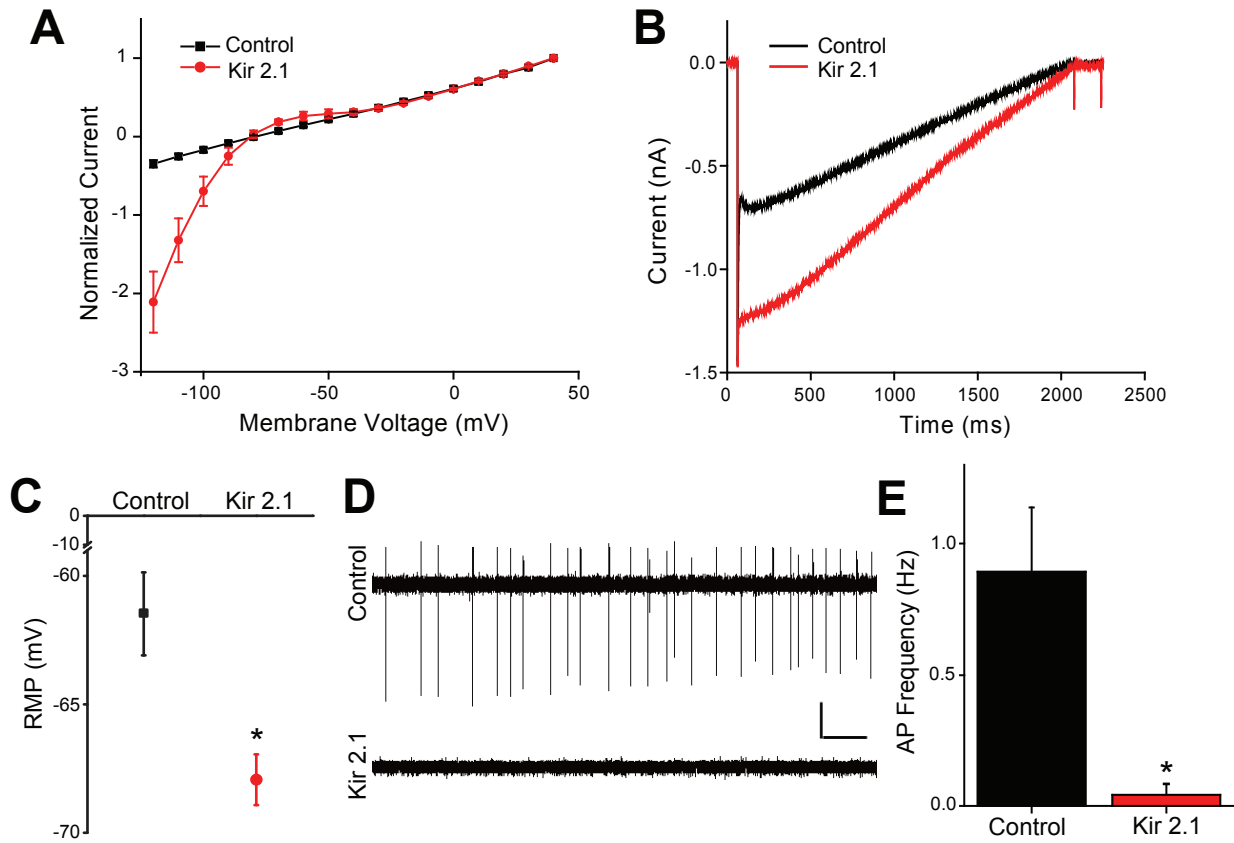 A
Control
Kir 2.1
1
0
-1
-2
-3
Normalized Current
-100
-50
0
50
Membrane Voltage (mV)
B
Control
Kir 2.1
0.0
-0.5
-1.0
-1.5
Current (nA)
0
500
1000
1500
2000
2500
Time (ms)
C
Control
Kir 2.1
0
-10
-60
-65
-70
RMP (mV)
*
D
Control
Kir 2.1
E
1.0
0.5
0.0
AP Frequency (Hz)
*
Control
Kir 2.1